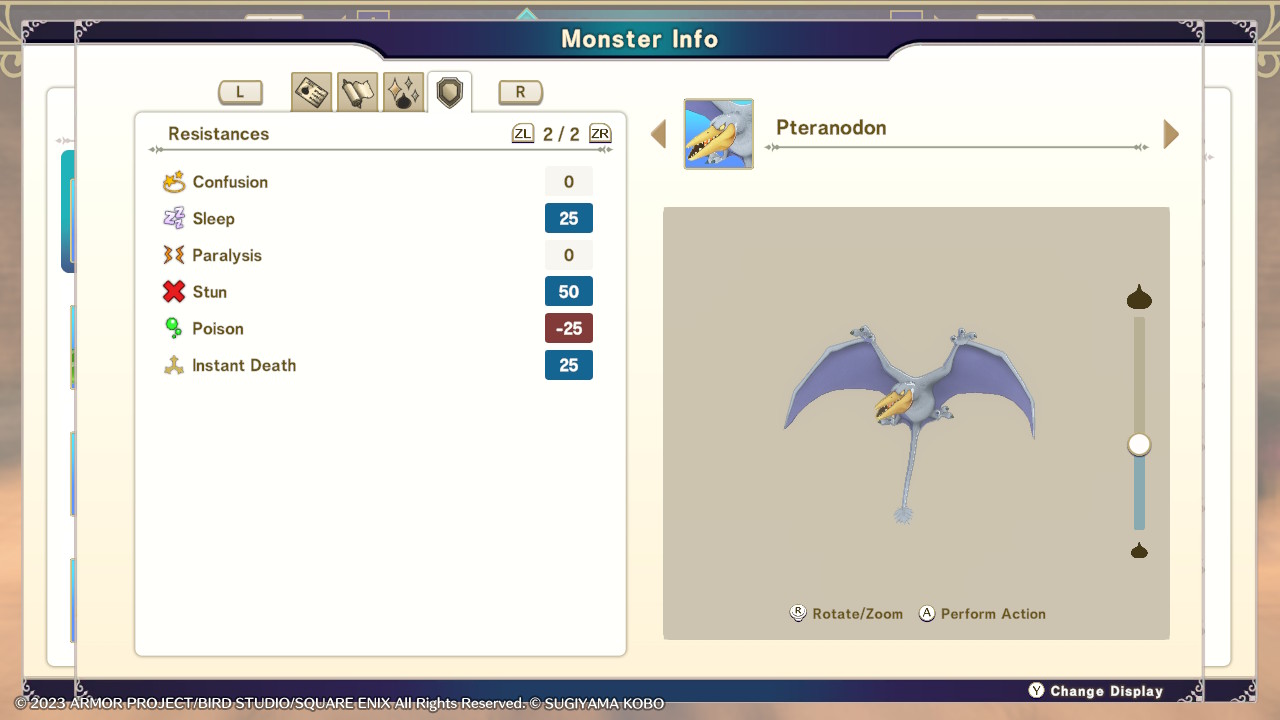 Monster Info
L R
Resistances ZL 2 / 2 ZR
Confusion 0
Sleep 25
Paralysis 0
Stun 50
Poison -25
Instant Death 25
Pteranodon
R Rotate/Zoom A Perform Action
Y Change Display
© 2023 ARMOR PROJECT/BIRD STUDIO/SQUARE ENIX All Rights Reserved. © SUGIYAMA KOBO